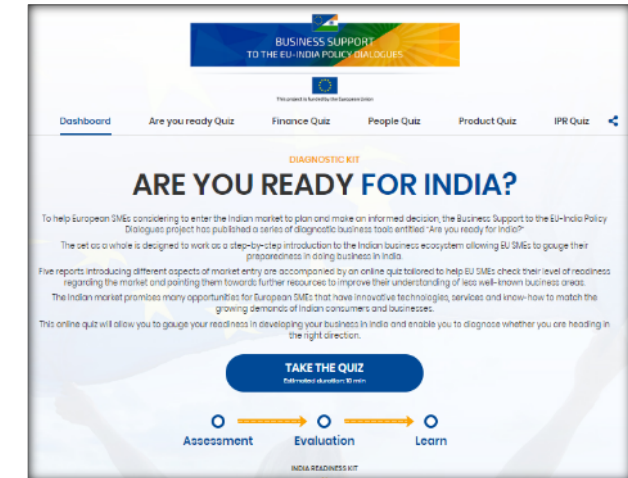 BUSINESS SUPPORT
TO THE EU-INDIA POLICY DIALOGUES
This project is funded by the European Union
Dashboard Are you ready Quiz Finance Quiz People Quiz Product Quiz IPR Quiz
DIAGNOSTIC KIT
ARE YOU READY FOR INDIA?
To help European SMEs considering to enter the Indian market to plan and make an informed decision, the Business Support to the EU-India Policy
Dialogues project has published a series of diagnostic business tools entitled "Are you ready for India?"
The set as a whole is designed to work as a step-by-step introduction to the Indian business ecosystem allowing EU SMEs to gauge their
preparedness in doing business in India.
Five reports introducing different aspects of market entry are accompanied by an online quiz tailored to help EU SMEs check their level of readiness
regarding the market and pointing them towards further resources to improve their understanding of less well-known business areas.
The Indian market promises many opportunities for European SMEs that have innovative technologies, services and know-how to match the
growing demands of Indian consumers and businesses.
This online quiz will allow you to gauge your readiness in developing your business in India and enable you to diagnose whether you are heading in
the right direction.
TAKE THE QUIZ
Estimated duration: 10 min
Assessment Evaluation Learn
INDIA READINESS KIT